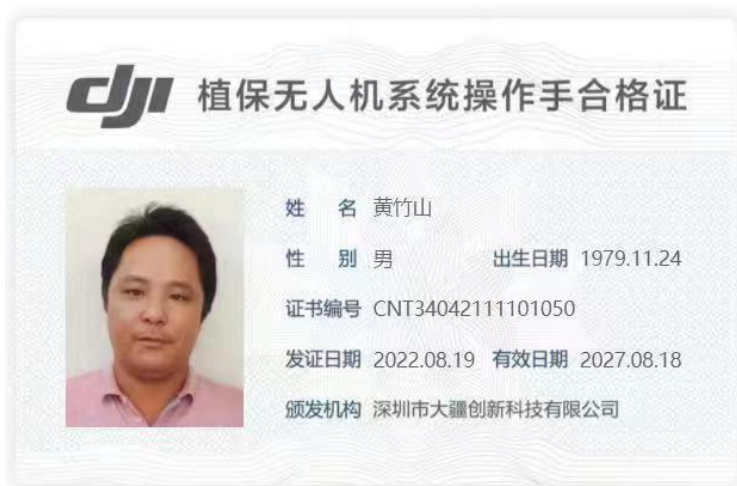 dji 植保无人机系统操作手合格证
姓 名 黄竹山
性 别 男 出生日期 1979.11.24
证书编号 CNT34042111101050
发证日期 2022.08.19 有效日期 2027.08.18
颁发机构 深圳市大疆创新科技有限公司